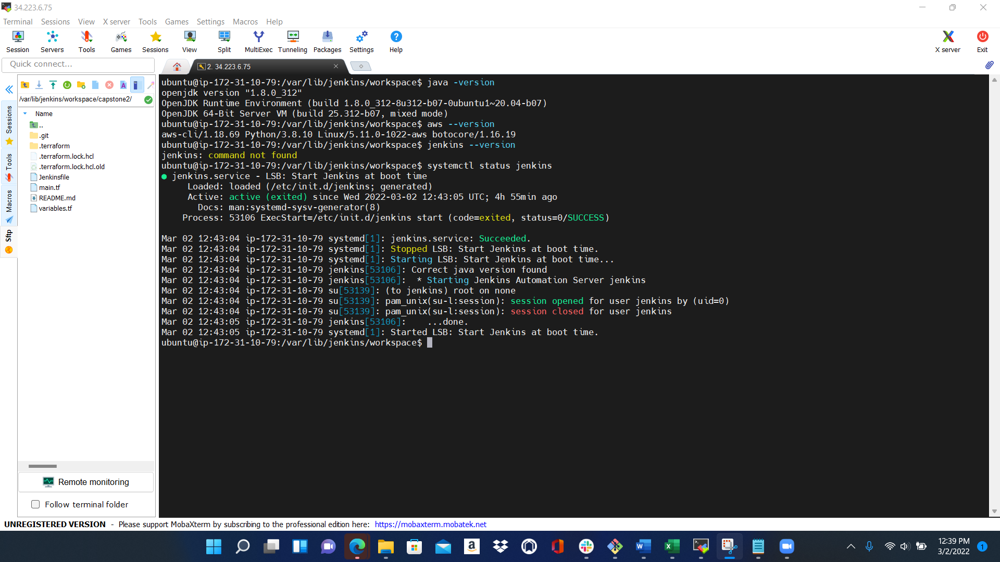 34.223.6.75
Terminal Sessions View X server Tools Games Settings Macros Help
Session Servers Tools Games Sessions View Split MultiExec Tunneling Packages Settings Help X server Exit
Quick connect...
2. 34.223.6.75
/var/lib/jenkins/workspace/capstone2/
Name
..
.git
.terraform
.terraform.lock.hcl
.terraform.lock.hcl.old
Jenkinsfile
main.tf
README.md
variables.tf
Sessions
Tools
Macros
Sftp
Remote monitoring
Follow terminal folder
ubuntu@ip-172-31-10-79:/var/lib/jenkins/workspace$ java -version
openjdk version "1.8.0_312"
OpenJDK Runtime Environment (build 1.8.0_312-8u312-b07-0ubuntu1~20.04-b07)
OpenJDK 64-Bit Server VM (build 25.312-b07, mixed mode)
ubuntu@ip-172-31-10-79:/var/lib/jenkins/workspace$ aws --version
aws-cli/1.18.69 Python/3.8.10 Linux/5.11.0-1022-aws botocore/1.16.19
ubuntu@ip-172-31-10-79:/var/lib/jenkins/workspace$ jenkins --version
jenkins: command not found
ubuntu@ip-172-31-10-79:/var/lib/jenkins/workspace$ systemctl status jenkins
● jenkins.service - LSB: Start Jenkins at boot time
Loaded: loaded (/etc/init.d/jenkins; generated)
Active: active (exited) since Wed 2022-03-02 12:43:05 UTC; 4h 55min ago
Docs: man:systemd-sysv-generator(8)
Process: 53106 ExecStart=/etc/init.d/jenkins start (code=exited, status=0/SUCCESS)
Mar 02 12:43:04 ip-172-31-10-79 systemd[1]: jenkins.service: Succeeded.
Mar 02 12:43:04 ip-172-31-10-79 systemd[1]: Stopped LSB: Start Jenkins at boot time.
Mar 02 12:43:04 ip-172-31-10-79 systemd[1]: Starting LSB: Start Jenkins at boot time...
Mar 02 12:43:04 ip-172-31-10-79 jenkins[53106]: Correct java version found
Mar 02 12:43:04 ip-172-31-10-79 jenkins[53106]:  * Starting Jenkins Automation Server jenkins
Mar 02 12:43:04 ip-172-31-10-79 su[53139]: (to jenkins) root on none
Mar 02 12:43:04 ip-172-31-10-79 su[53139]: pam_unix(su-l:session): session opened for user jenkins by (uid=0)
Mar 02 12:43:04 ip-172-31-10-79 su[53139]: pam_unix(su-l:session): session closed for user jenkins
Mar 02 12:43:05 ip-172-31-10-79 jenkins[53106]:    ...done.
Mar 02 12:43:05 ip-172-31-10-79 systemd[1]: Started LSB: Start Jenkins at boot time.
ubuntu@ip-172-31-10-79:/var/lib/jenkins/workspace$
UNREGISTERED VERSION - Please support MobaXterm by subscribing to the professional edition here: https://mobaxterm.mobatek.net
12:39 PM
3/2/2022
1